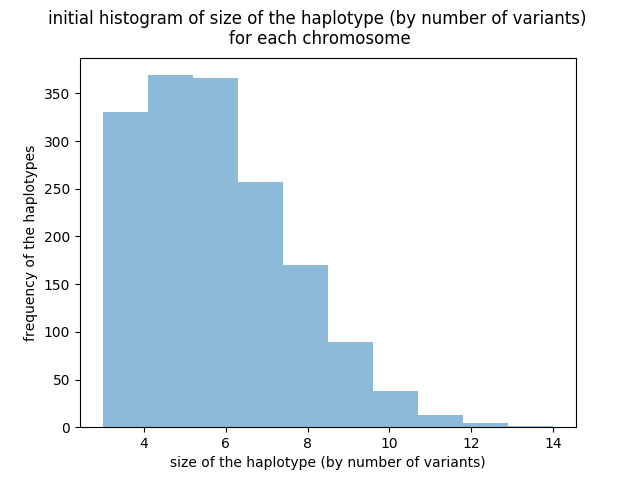 initial histogram of size of the haplotype (by number of variants)
for each chromosome
frequency of the haplotypes
350
300
250
200
150
100
50
0
4 6 8 10 12 14
size of the haplotype (by number of variants)